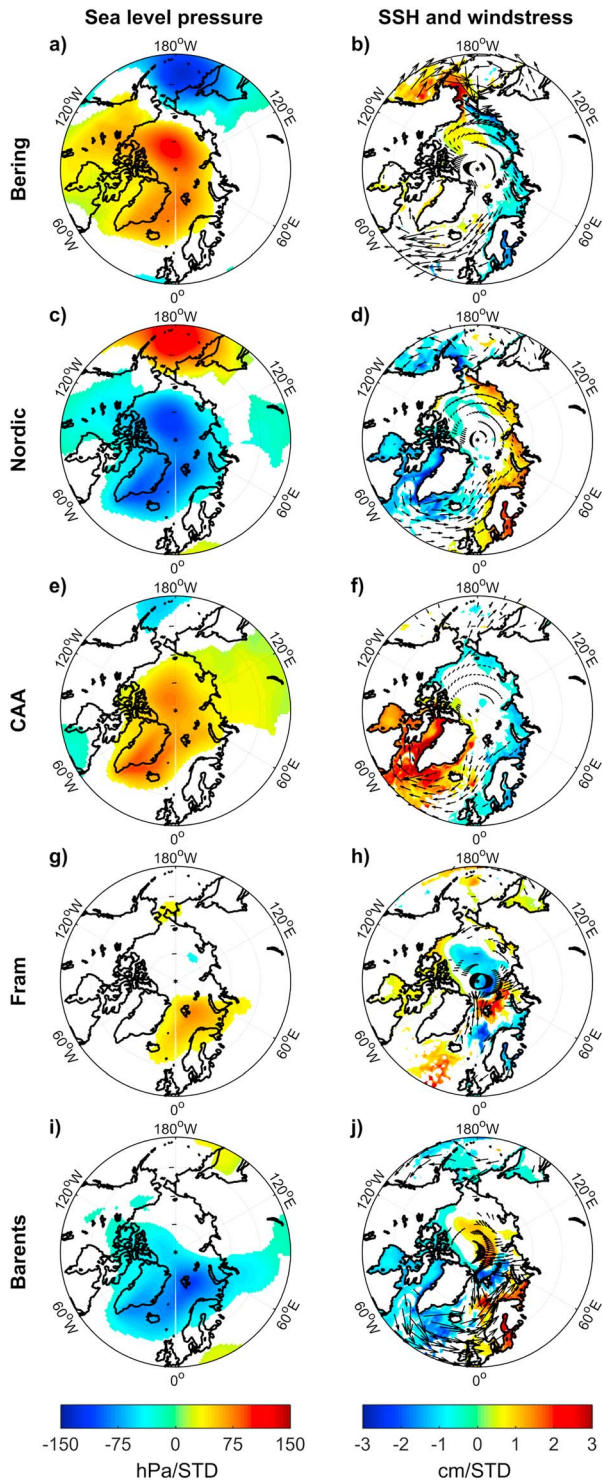 Sea level pressure
SSH and windstress
a)
180°W
b)
180°W
120°W
120°E
120°W
120°E
Bering
60°W
60°E
60°W
60°E
0°
0°
c)
180°W
d)
180°W
120°W
120°E
120°W
120°E
Nordic
60°W
60°E
60°W
60°E
0°
0°
e)
180°W
f)
180°W
120°W
120°E
120°W
120°E
CAA
60°W
60°E
60°W
60°E
0°
0°
g)
180°W
h)
180°W
120°W
120°E
120°W
120°E
Fram
60°W
60°E
60°W
60°E
0°
0°
i)
180°W
j)
180°W
120°W
120°E
120°W
120°E
Barents
60°W
60°E
60°W
60°E
0°
0°
-150 -75 0 75 150
-3 -2 -1 0 1 2 3
hPa/STD
cm/STD